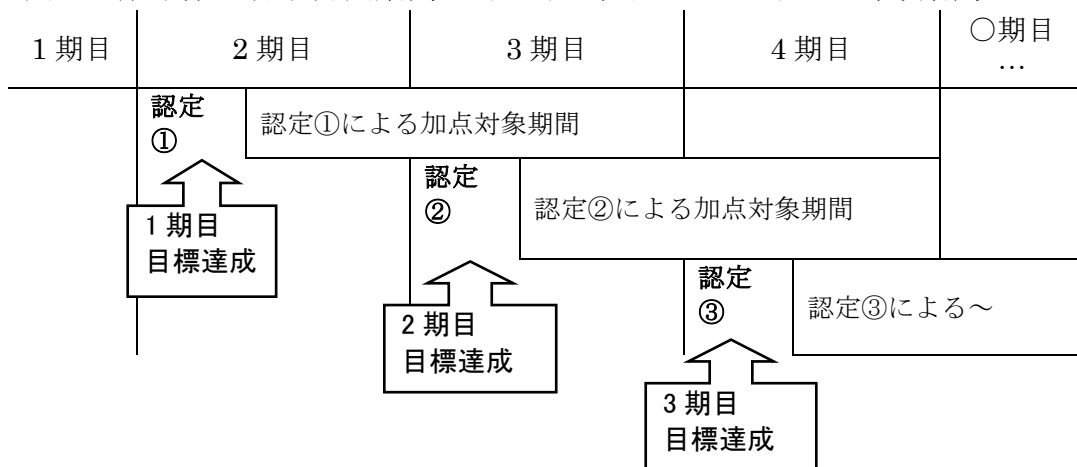 1 期目
2 期目
3 期目
4 期目
○期目
…
認定
①
認定①による加点対象期間
1 期目
目標達成
認定
②
認定②による加点対象期間
2 期目
目標達成
認定
③
認定③による～
3 期目
目標達成